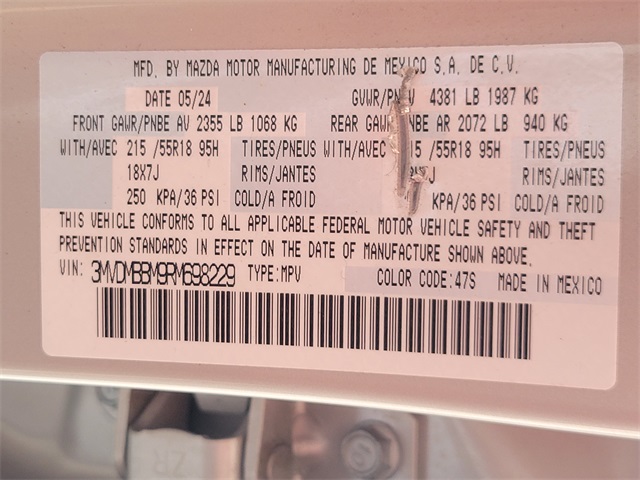 MFD. BY MAZDA MOTOR MANUFACTURING DE MEXICO S.A. DE C.V.
DATE 05/24 4381 LB 1987 KG
FRONT GAWR/PNBE AV 2355 LB 1068 KG REAR AR 2072 LB 940 KG
WITH/AVEC 215 /55R18 95H TIRES/PNEUS WITH/AVEC /55R18 95H TIRES/PNEUS
18X7J RIMS/JANTES RIMS/JANTES
250 KPA/36 PSI COLD/A FROID KPA/36 PSI COLD/A FROID
THIS VEHICLE CONFORMS TO ALL APPLICABLE FEDERAL MOTOR VEHICLE SAFETY AND THEFT
PREVENTION STANDARDS IN EFFECT ON THE DATE OF MANUFACTURE SHOWN ABOVE.
VIN: 3MVDMBBM9RM698229 TYPE:MPV COLOR CODE:47S MADE IN MEXICO
ZR